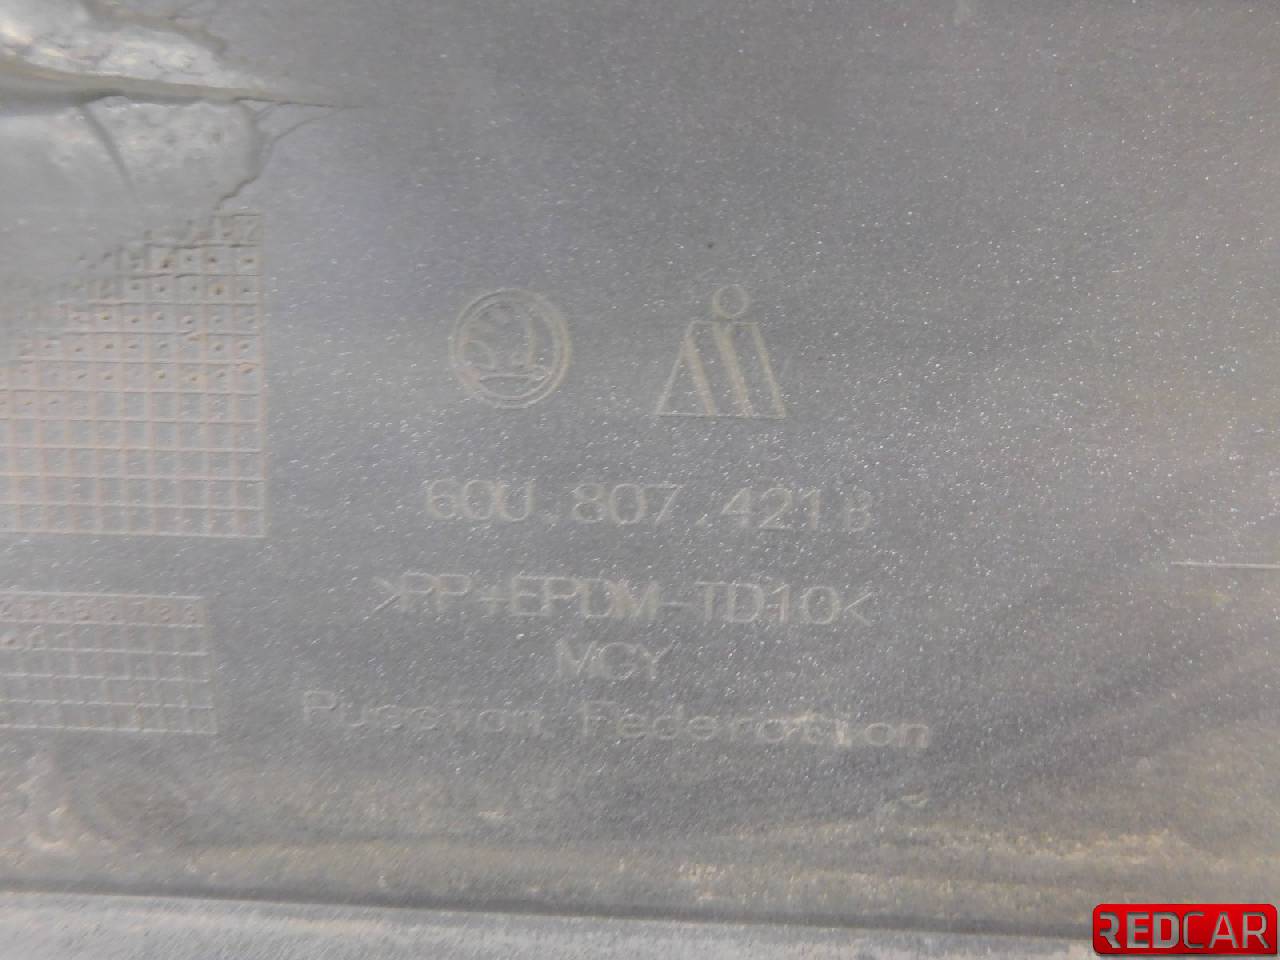 60U.807.421 B
>PP+EPDM-TD10<
MGY
Russian Federation
REDCAR